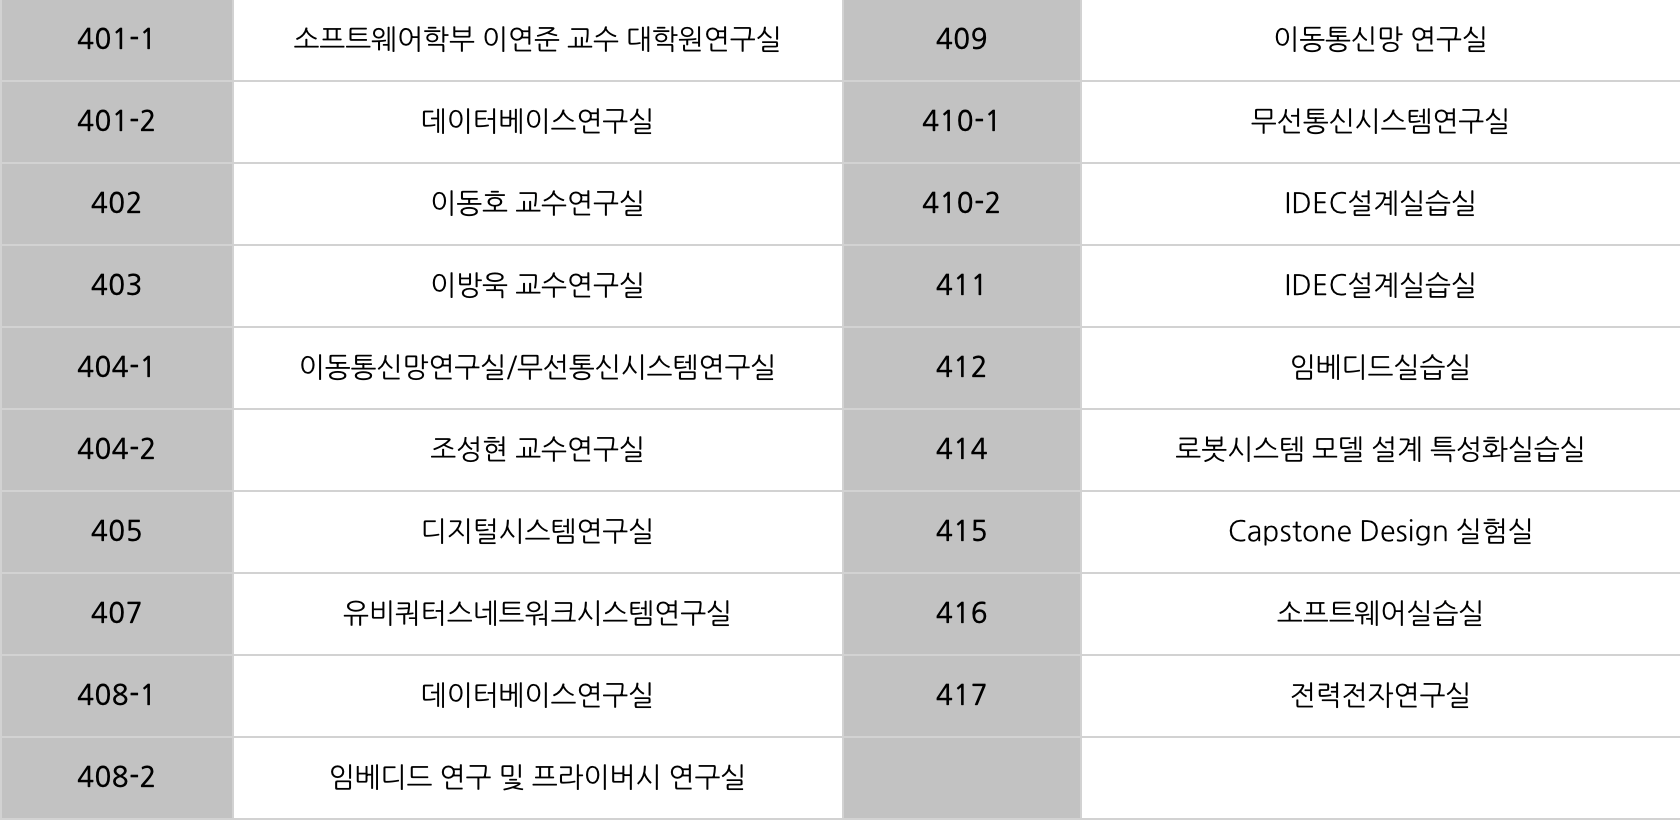 401-1 소프트웨어학부 이연준 교수 대학원연구실 409 이동통신망 연구실
401-2 데이터베이스연구실 410-1 무선통신시스템연구실
402 이동호 교수연구실 410-2 IDEC설계실습실
403 이방욱 교수연구실 411 IDEC설계실습실
404-1 이동통신망연구실/무선통신시스템연구실 412 임베디드실습실
404-2 조성현 교수연구실 414 로봇시스템 모델 설계 특성화실습실
405 디지털시스템연구실 415 Capstone Design 실험실
407 유비쿼터스네트워크시스템연구실 416 소프트웨어실습실
408-1 데이터베이스연구실 417 전력전자연구실
408-2 임베디드 연구 및 프라이버시 연구실